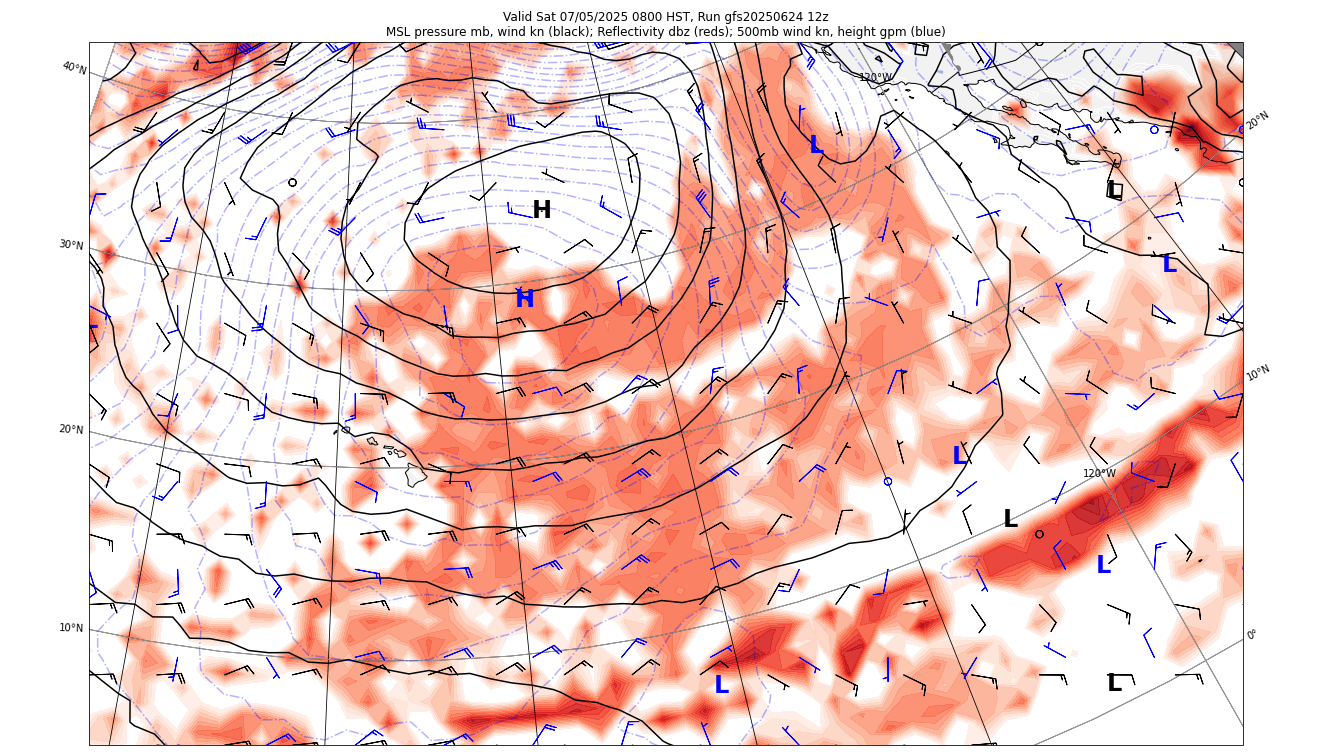 Valid Sat 07/05/2025 0800 HST, Run gfs20250624 12z
MSL pressure mb, wind kn (black); Reflectivity dbz (reds); 500mb wind kn, height gpm (blue)
40°N
120°W
20°N
L
L
H
30°N
L
H
10°N
20°N
L
120°W
L
L
10°N
0°
L
L